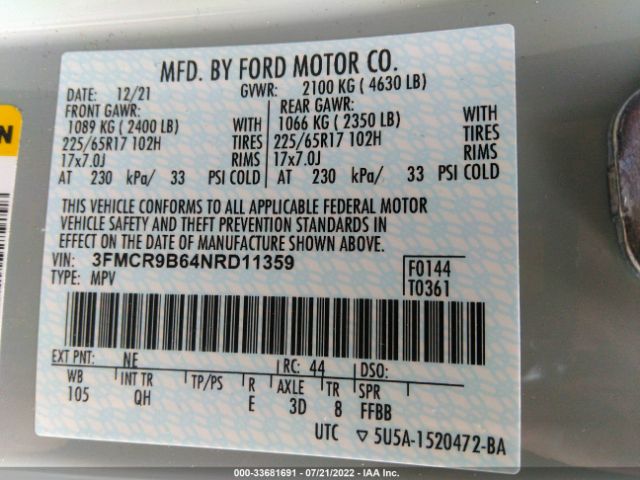 MFD. BY FORD MOTOR CO.
DATE: 12/21 GVWR: 2100 KG ( 4630 LB)
FRONT GAWR: REAR GAWR:
1089 KG ( 2400 LB) WITH 1066 KG ( 2350 LB) WITH
225/65R17 102H TIRES 225/65R17 102H TIRES
17x7.0J RIMS 17x7.0J RIMS
AT 230 kPa/ 33 PSI COLD AT 230 kPa/ 33 PSI COLD
THIS VEHICLE CONFORMS TO ALL APPLICABLE FEDERAL MOTOR
VEHICLE SAFETY AND THEFT PREVENTION STANDARDS IN
EFFECT ON THE DATE OF MANUFACTURE SHOWN ABOVE.
VIN: 3FMCR9B64NRD11359
TYPE: MPV
F0144
T0361
EXT PNT: NE RC: 44 DSO:
WB INT TR TP/PS R AXLE TR SPR
105 QH E 3D 8 FFBB
UTC ▽ 5U5A-1520472-BA
000-33681691 - 07/21/2022 - IAA Inc.